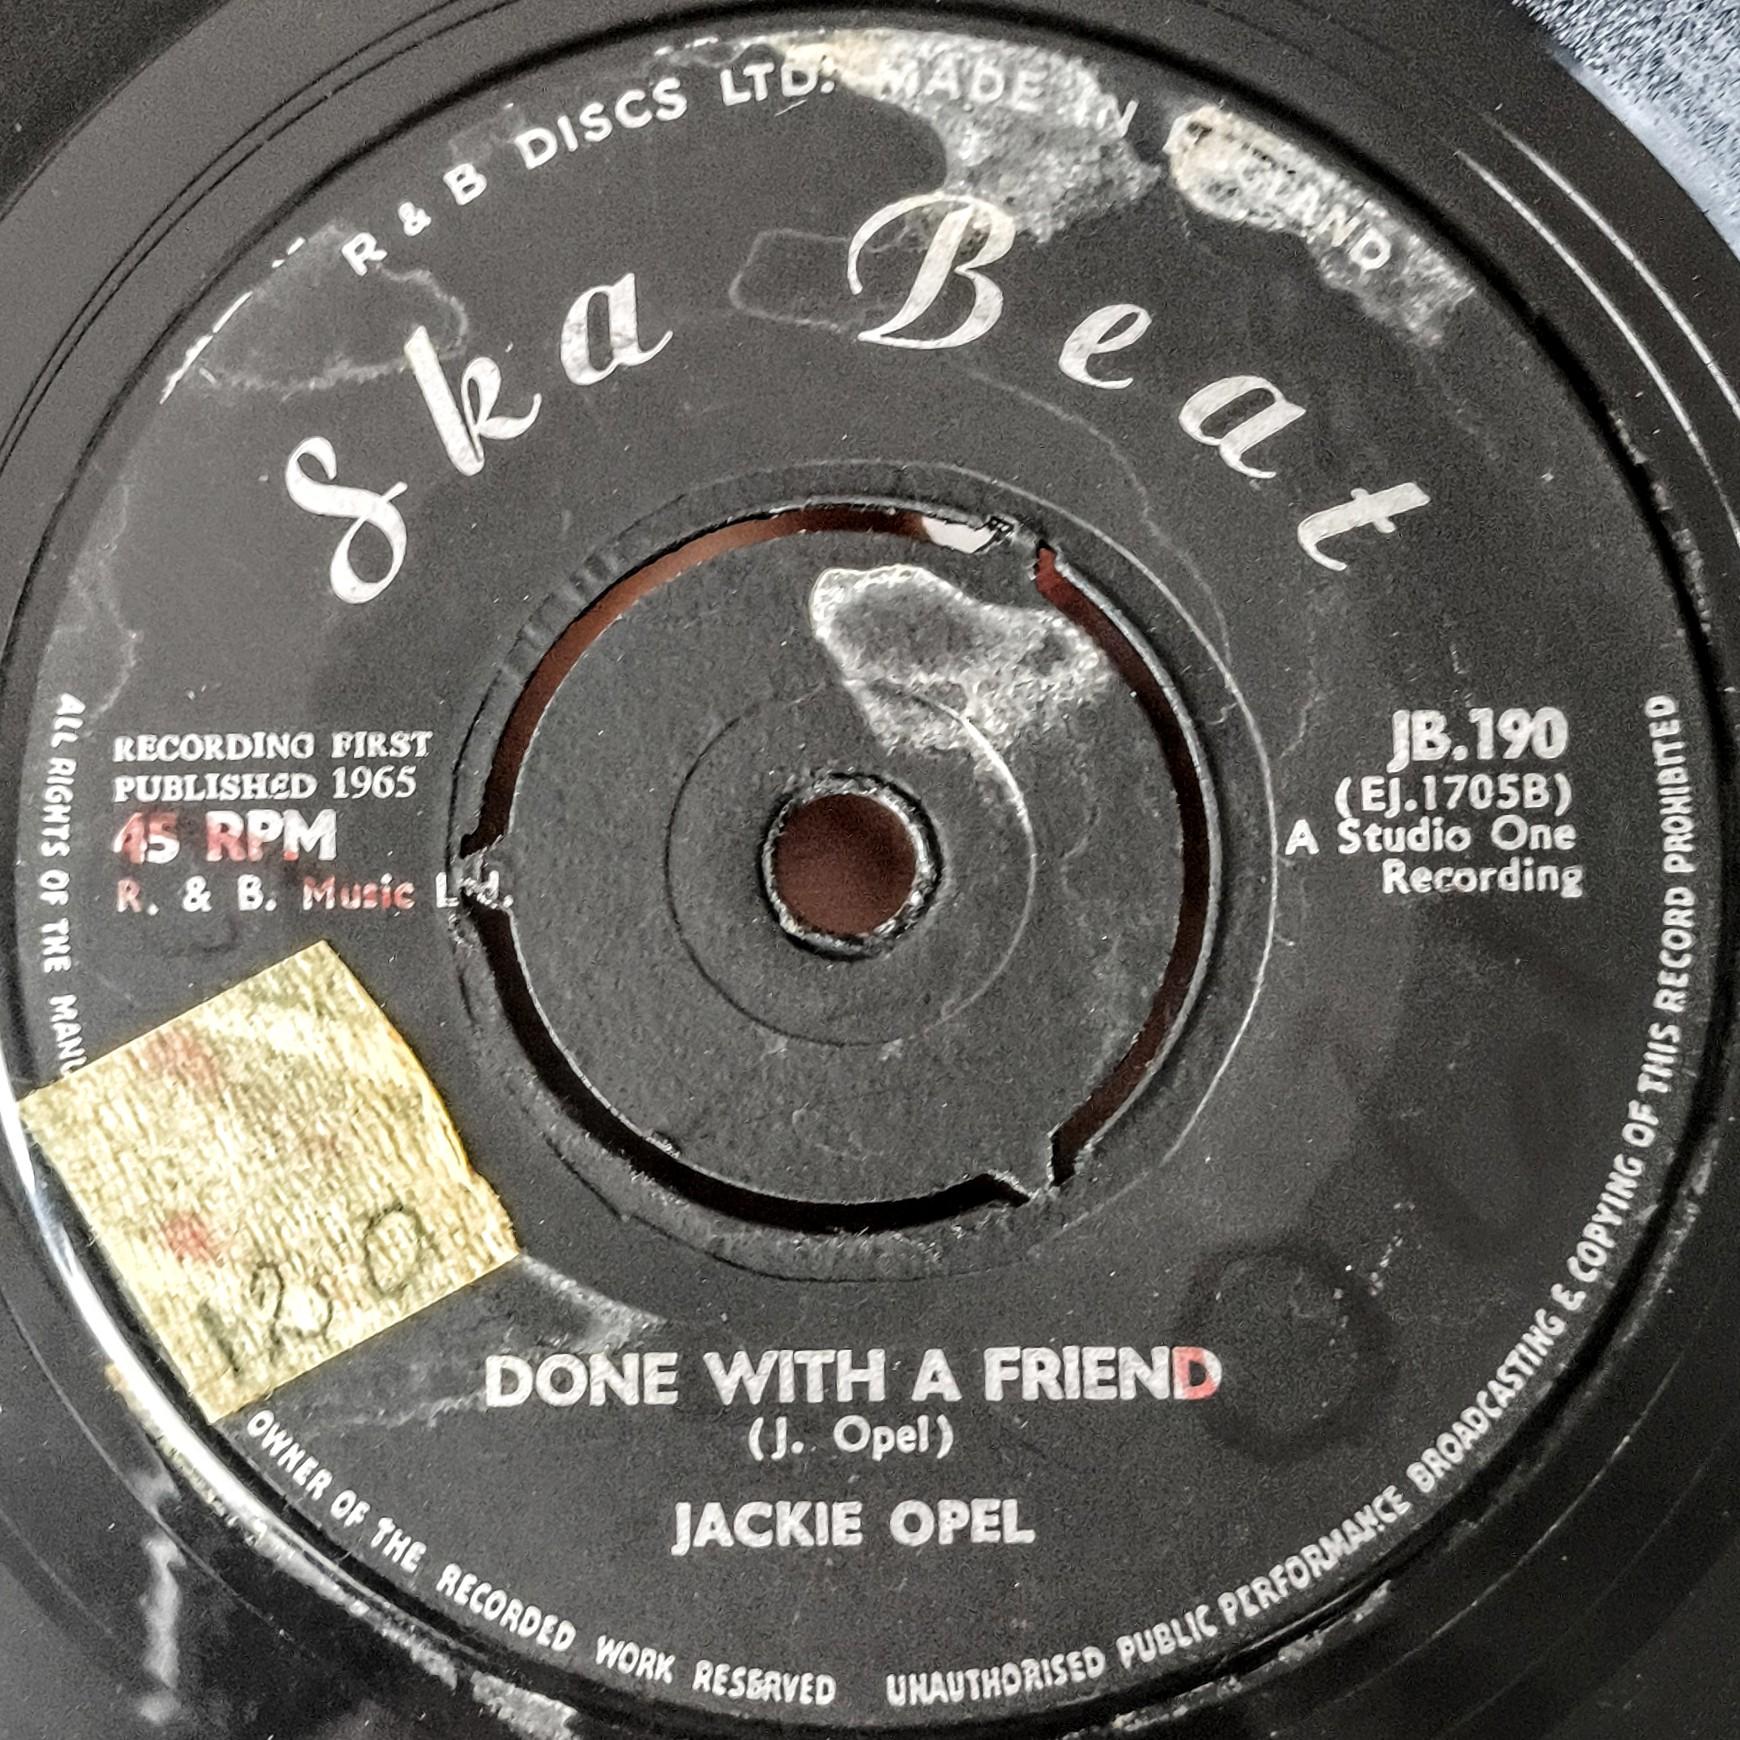 R & B DISCS LTD. MADE IN
Ska Beat
RECORDING FIRST
PUBLISHED 1965
45 RPM
R. & B. Music Ltd.
JB.190
(EJ.1705B)
A Studio One
Recording
DONE WITH A FRIEND
(J. Opel)
JACKIE OPEL
ALL RIGHTS OF THE
OWNER OF THE RECORDED WORK RESERVED UNAUTHORISED PUBLIC PERFORMANCE BROADCASTING & COPYING OF THIS RECORD PROHIBITED